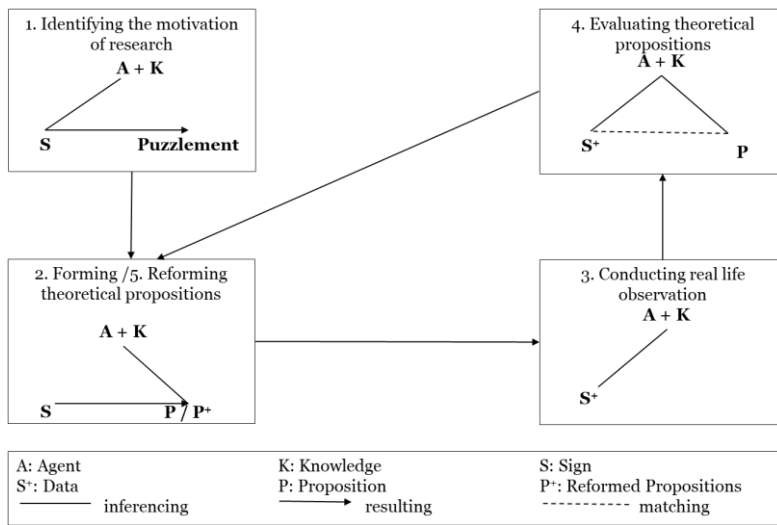 1. Identifying the motivation
of research
A + K
S
Puzzlement
4. Evaluating theoretical
propositions
A + K
S⁺
P
2. Forming /5. Reforming
theoretical propositions
A + K
S
P / P⁺
3. Conducting real life
observation
A + K
S⁺
A: Agent
K: Knowledge
S: Sign
S⁺: Data
P: Proposition
P⁺: Reformed Propositions
inferencing
resulting
matching